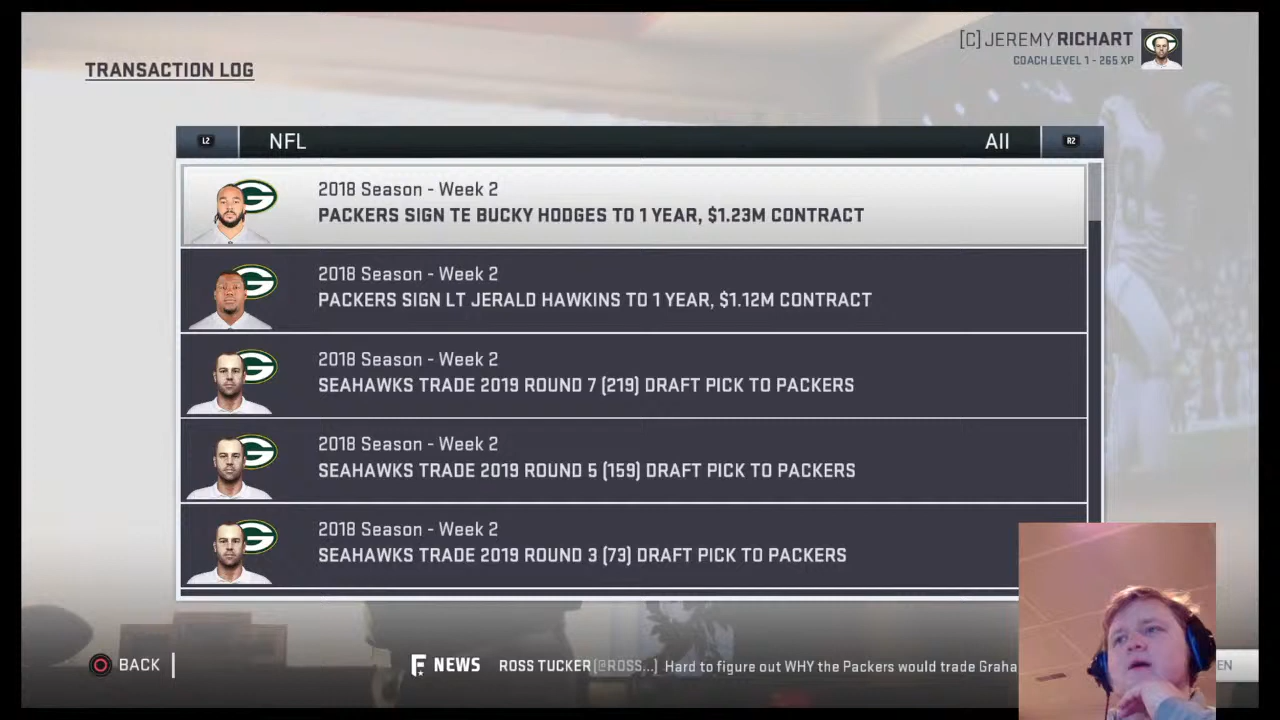 [C] JEREMY RICHART
COACH LEVEL 1 - 265 XP
TRANSACTION LOG
L2 NFL All R2
2018 Season - Week 2
PACKERS SIGN TE BUCKY HODGES TO 1 YEAR, $1.23M CONTRACT
2018 Season - Week 2
PACKERS SIGN LT JERALD HAWKINS TO 1 YEAR, $1.12M CONTRACT
2018 Season - Week 2
SEAHAWKS TRADE 2019 ROUND 7 (219) DRAFT PICK TO PACKERS
2018 Season - Week 2
SEAHAWKS TRADE 2019 ROUND 5 (159) DRAFT PICK TO PACKERS
2018 Season - Week 2
SEAHAWKS TRADE 2019 ROUND 3 (73) DRAFT PICK TO PACKERS
BACK F NEWS ROSS TUCKER (@ROSS...) Hard to figure out WHY the Packers would trade Graha EN